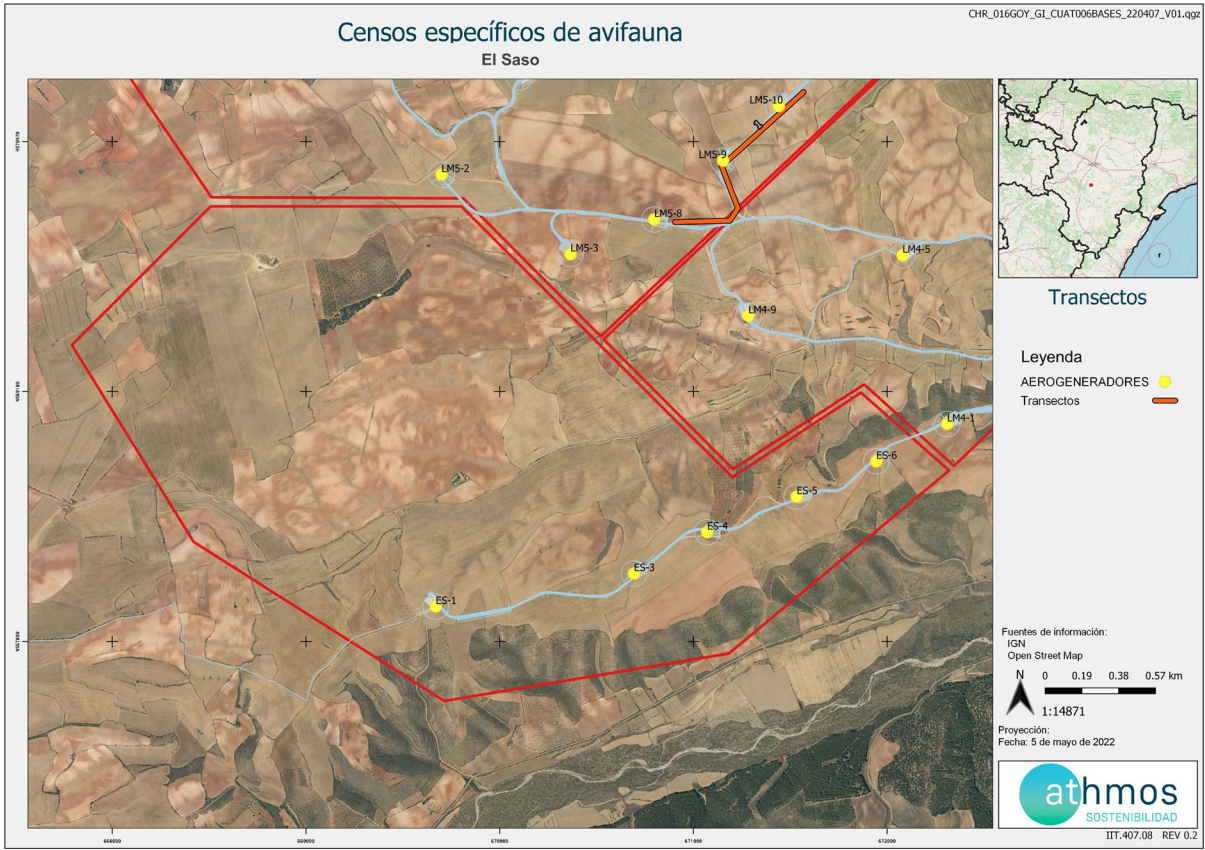 CHR_016GOY_GI_CUAT006BASES_220407_V01.qgz
Censos específicos de avifauna
El Saso
LM5-10
LM5-9
1
LM5-2
LM5-8
LM5-3
LM4-5
LM4-9
LM4-1
ES-6
ES-5
ES-4
ES-3
ES-1
668000
669000
670000
671000
672000
Transectos
Leyenda
AEROGENERADORES
Transectos
Fuentes de información:
IGN
Open Street Map
N
0 0.19 0.38 0.57 km
1:14871
Proyección:
Fecha: 5 de mayo de 2022
athmos
SOSTENIBILIDAD
IIT.407.08 REV 0.2